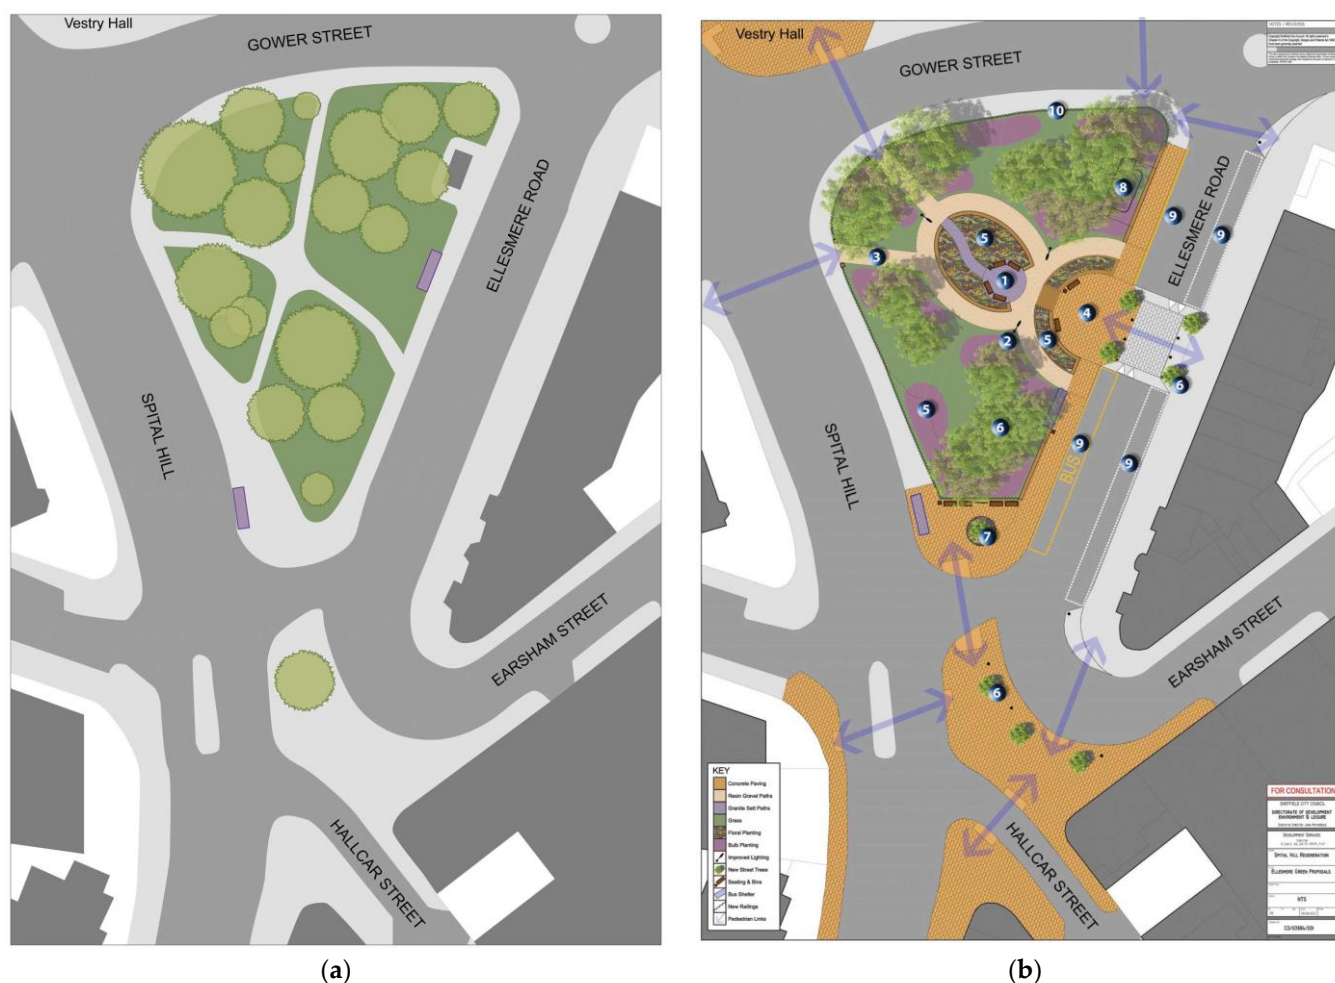 Vestry Hall
GOWER STREET
ELLESMERE ROAD
SPITAL HILL
EARSHAM STREET
HALLCAR STREET
(a)
Vestry Hall
GOWER STREET
10
ELLESMERE ROAD
8
9
9
5
3
1
4
2
5
6
5
6
9
9
BUS
SPITAL HILL
7
EARSHAM STREET
6
HALLCAR STREET
KEY
Concrete Paving
Resin Gravel Paths
Granite Sett Paths
Grass
Floral Planting
Bulb Planting
Improved Lighting
New Street Trees
Seating & Bins
Bus Shelter
New Railings
Pedestrian Links
FOR CONSULTATION
SHEFFIELD CITY COUNCIL
DIRECTORATE OF DEVELOPMENT
ENVIRONMENT & LEISURE
DEVELOPMENT SERVICES
SPITAL HILL REGENERATION
ELLESMERE GREEN PROPOSALS
NTS
(b)